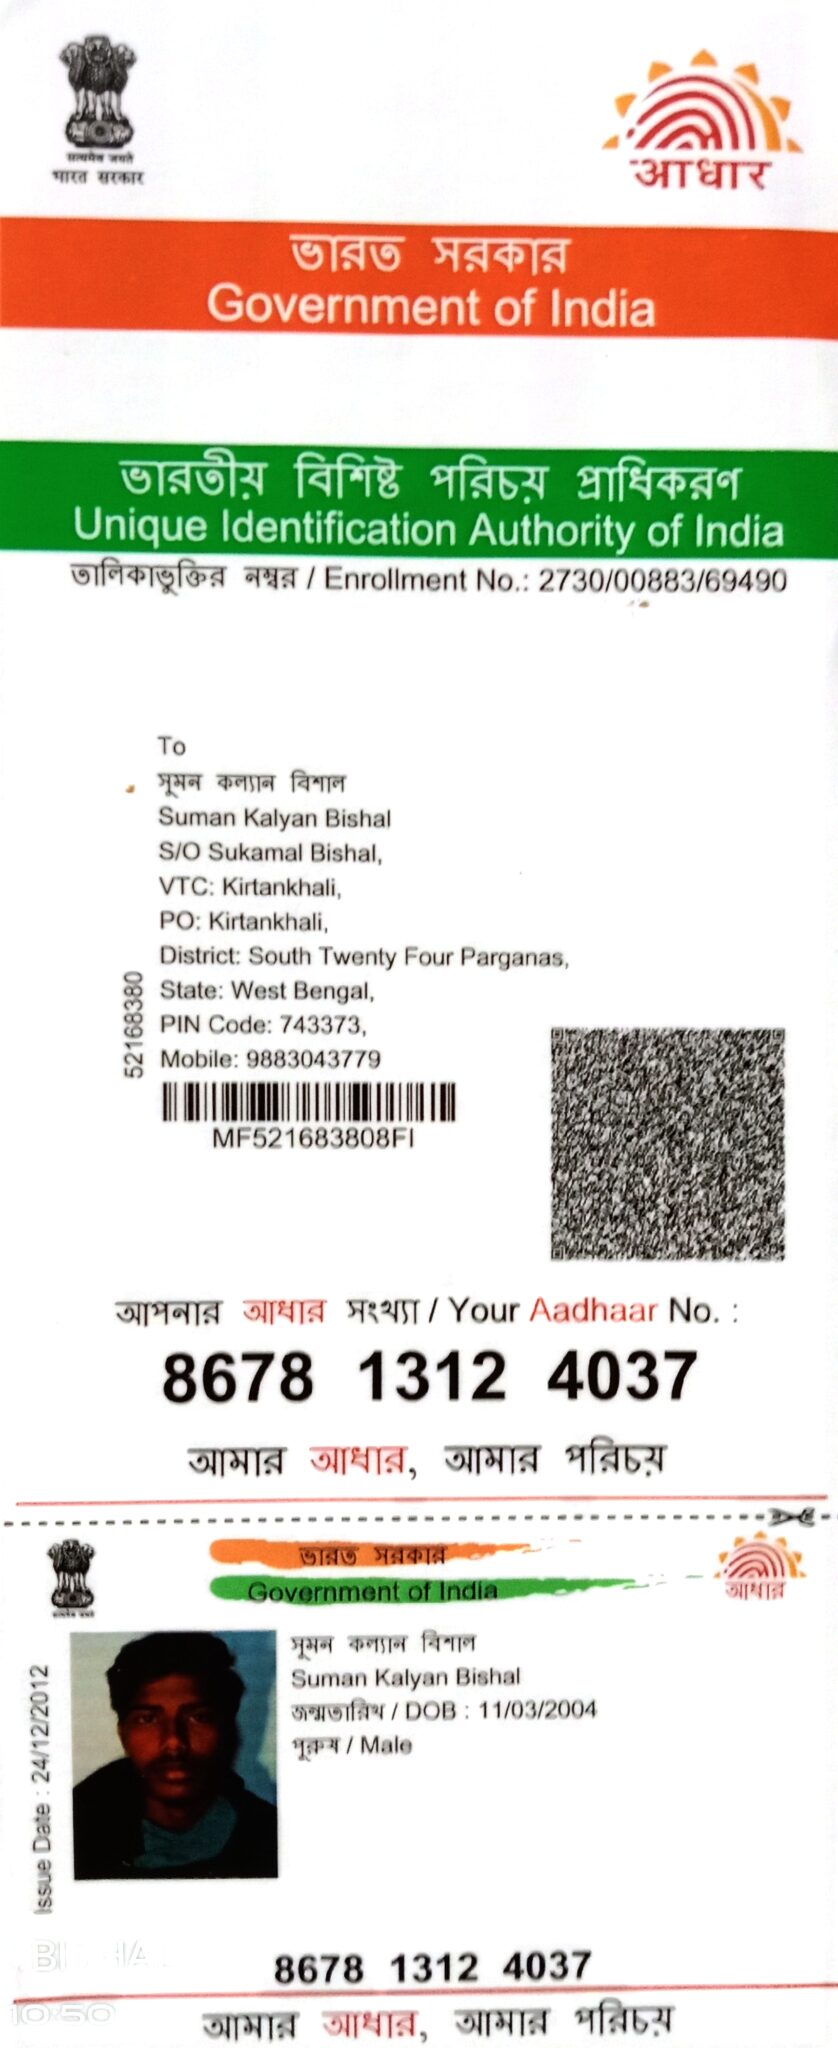 सत्यमेव जयते
भारत सरकार
आधार
ভারত সরকার
Government of India
ভারতীয় বিশিষ্ট পরিচয় প্রাধিকরণ
Unique Identification Authority of India
তালিকাভুক্তির নম্বর / Enrollment No.: 2730/00883/69490
To
সুমন কল্যান বিশাল
Suman Kalyan Bishal
S/O Sukamal Bishal,
VTC: Kirtankhali,
PO: Kirtankhali,
District: South Twenty Four Parganas,
State: West Bengal,
PIN Code: 743373,
Mobile: 9883043779
52168380
MF521683808FI
আপনার আধার সংখ্যা / Your Aadhaar No. :
8678 1312 4037
আমার আধার, আমার পরিচয়
ভারত সরকার
Government of India
আধার
সুমন কল্যান বিশাল
Suman Kalyan Bishal
জন্মতারিখ / DOB : 11/03/2004
পুরুষ / Male
Issue Date : 24/12/2012
8678 1312 4037
10:50
আমার আধার, আমার পরিচয়